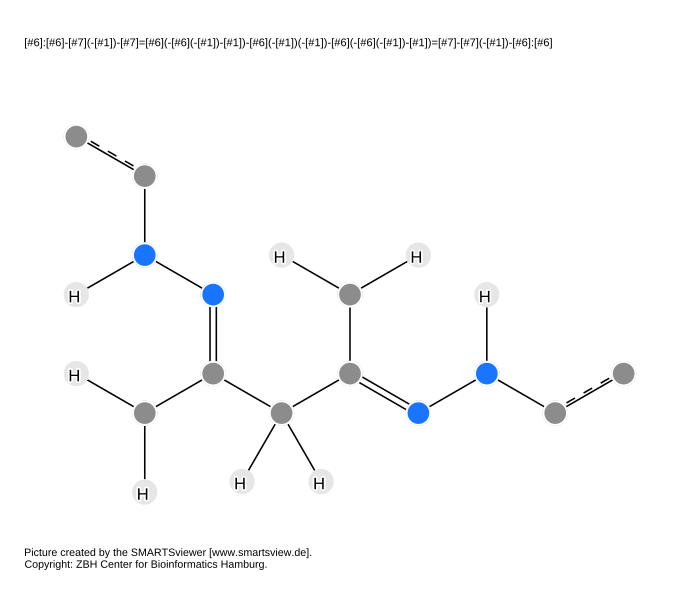 [#6]:[#6]-[#7](-[#1])-[#7]=[#6](-[#6](-[#1])-[#1])-[#6](-[#1])(-[#1])-[#6](-[#6](-[#1])-[#1])=[#7]-[#7](-[#1])-[#6]:[#6]
H H
H H
H
H H
H
Picture created by the SMARTSviewer [www.smartsview.de].
Copyright: ZBH Center for Bioinformatics Hamburg.